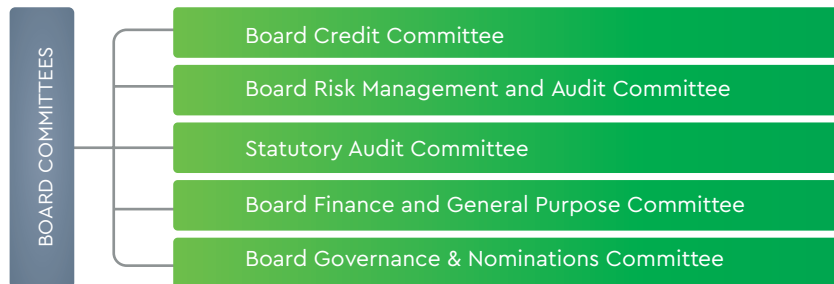 BOARD COMMITTEES
Board Credit Committee
Board Risk Management and Audit Committee
Statutory Audit Committee
Board Finance and General Purpose Committee
Board Governance & Nominations Committee